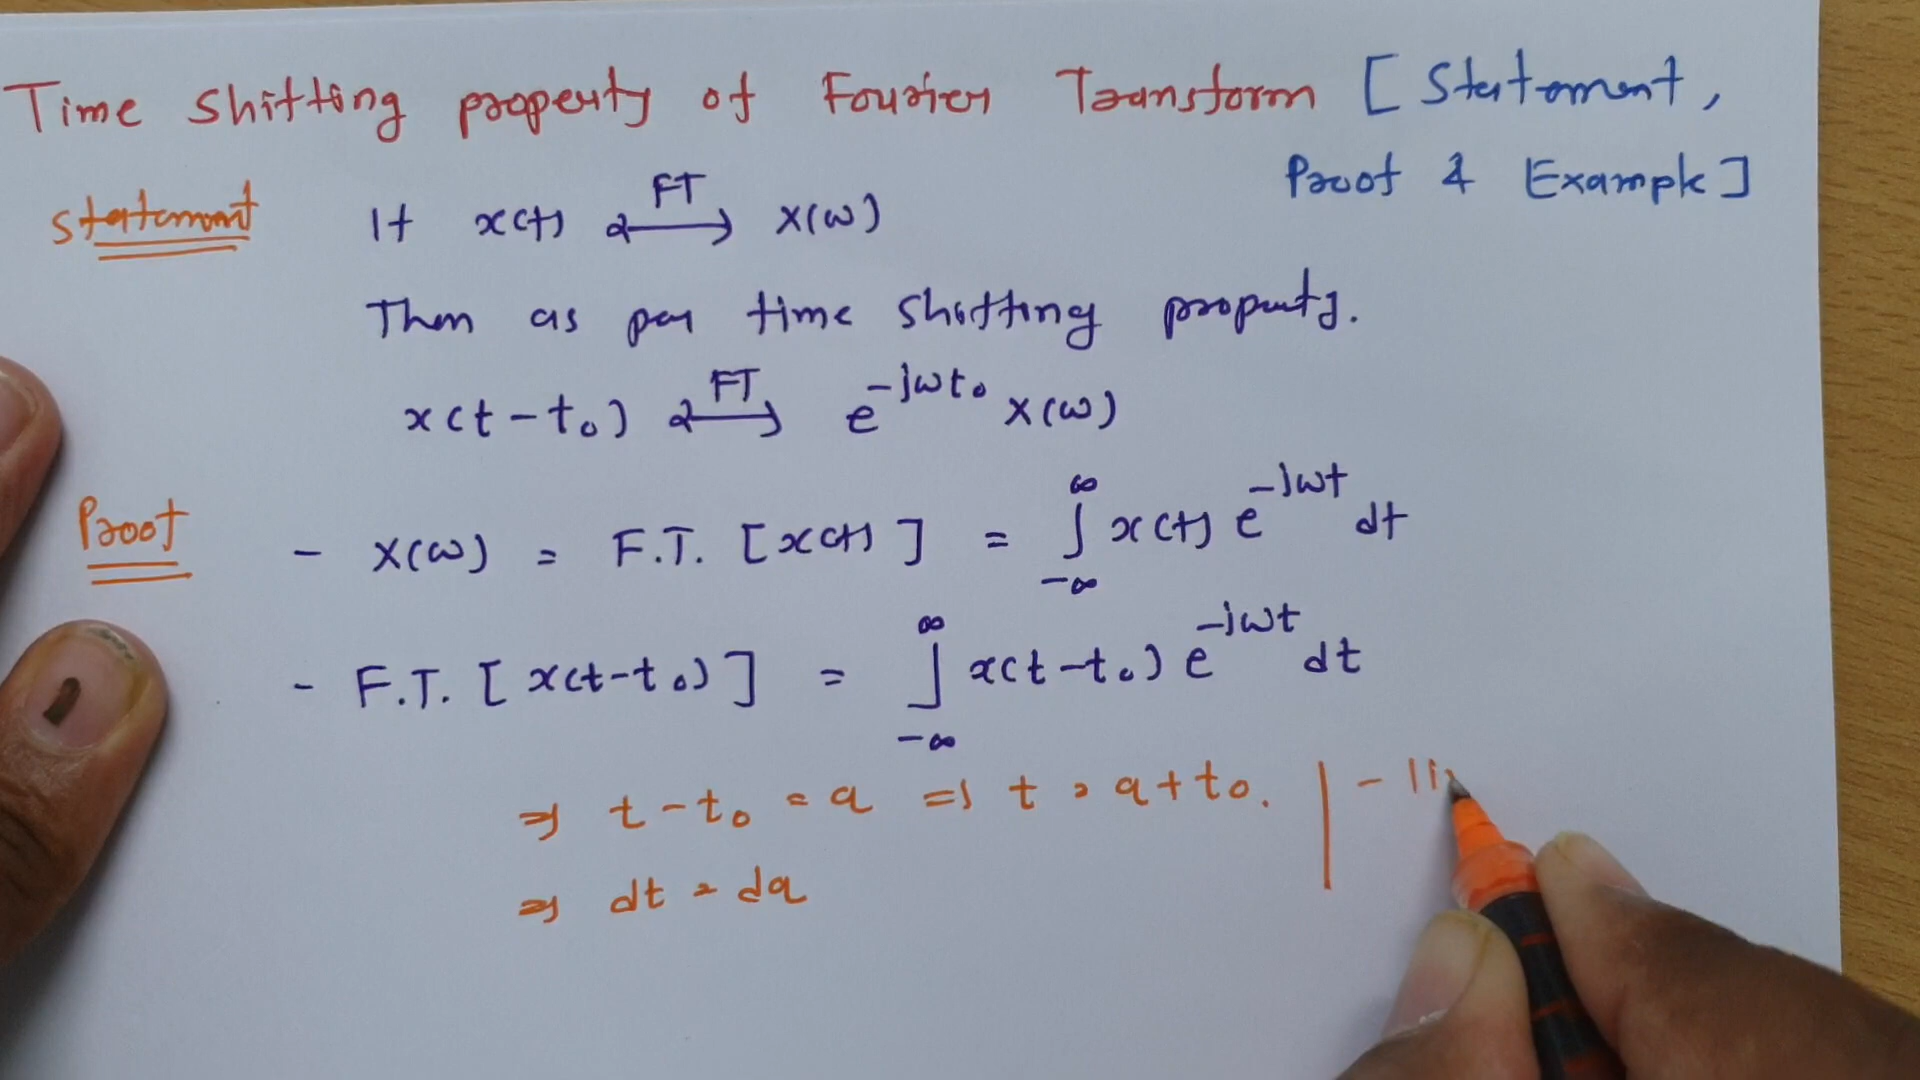 Time Shifting property of Fourier Transform [Statement,
Proof & Example]
Statement If x(t) ⟷ FT X(ω)
Then as per time shifting property.
x(t-t₀) ⟷ FT e^{-jωt₀} X(ω)
Proof - X(ω) = F.T. [x(t)] = ∫_{-∞}^{∞} x(t) e^{-jωt} dt
- F.T. [x(t-t₀)] = ∫_{-∞}^{∞} x(t-t₀) e^{-jωt} dt
⇒ t-t₀ = a ⇒ t = a+t₀. | -
⇒ dt = da